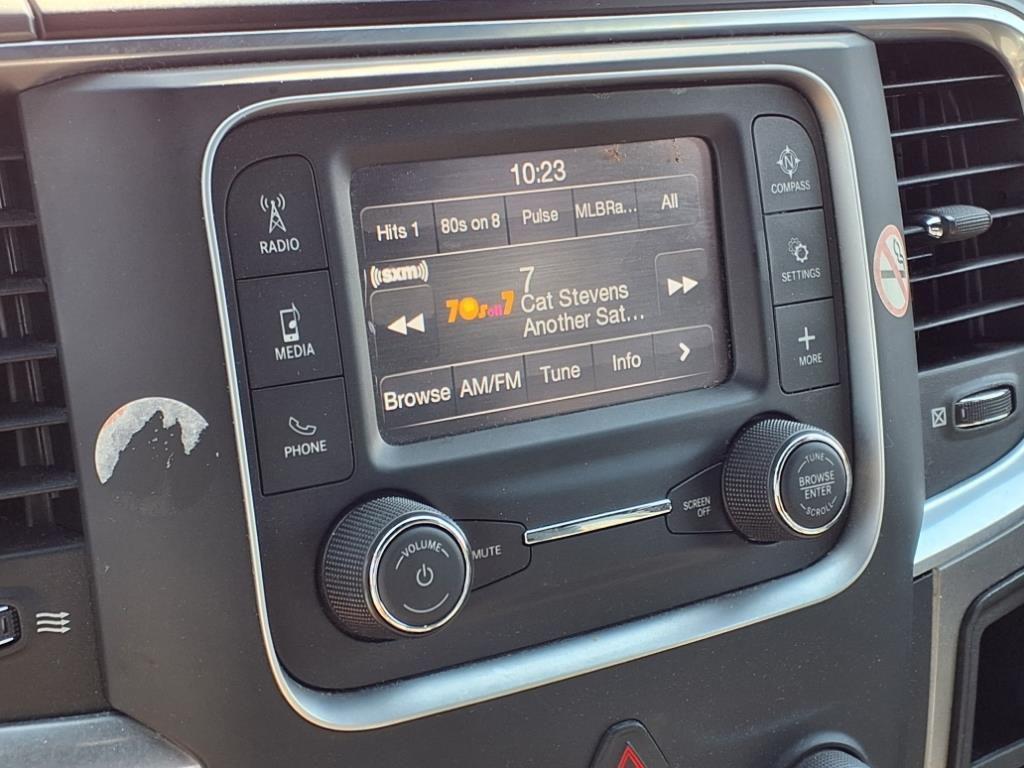 10:23
Hits 1 80s on 8 Pulse MLBRa... All
((sxm))
7
70s on 7 Cat Stevens
Another Sat...
Browse AM/FM Tune Info >
RADIO
MEDIA
PHONE
N
COMPASS
SETTINGS
+
MORE
VOLUME
MUTE
SCREEN
OFF
TUNE
BROWSE
ENTER
SCROLL